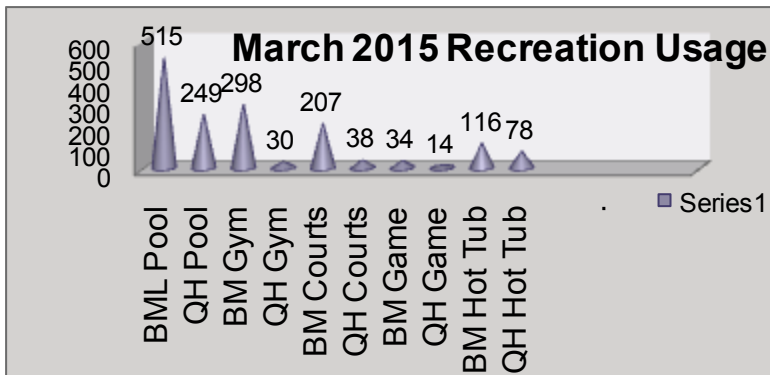 March 2015 Recreation Usage
600
500
400
300
200
100
0
515
249
298
30
207
38
34
14
116
78
BML Pool
QH Pool
BM Gym
QH Gym
BM Courts
QH Courts
BM Game
QH Game
BM Hot Tub
QH Hot Tub
.
Series1